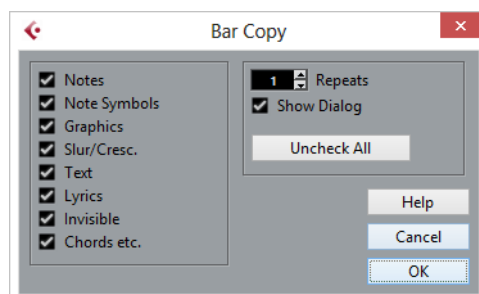 Bar Copy
Notes
Note Symbols
Graphics
Slur/Cresc.
Text
Lyrics
Invisible
Chords etc.
1 Repeats
Show Dialog
Uncheck All
Help
Cancel
OK